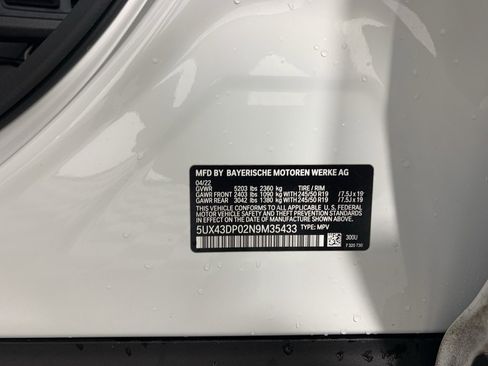 MFD BY BAYERISCHE MOTOREN WERKE AG
04/22
GVWR 5203 lbs 2360 kg TIRE / RIM
GAWR FRONT 2403 lbs 1090 kg WITH 245/50 R19 /7.5J x 19
GAWR REAR 3042 lbs 1380 kg WITH 245/50 R19 /7.5J x 19
THIS VEHICLE CONFORMS TO ALL APPLICABLE U.S. FEDERAL
MOTOR VEHICLE SAFETY AND THEFT PREVENTION STANDARDS
IN EFFECT ON THE DATE OF MANUFACTURE SHOWN ABOVE.
5UX43DP02N9M35433 TYPE: MPV
300U
7 320 730